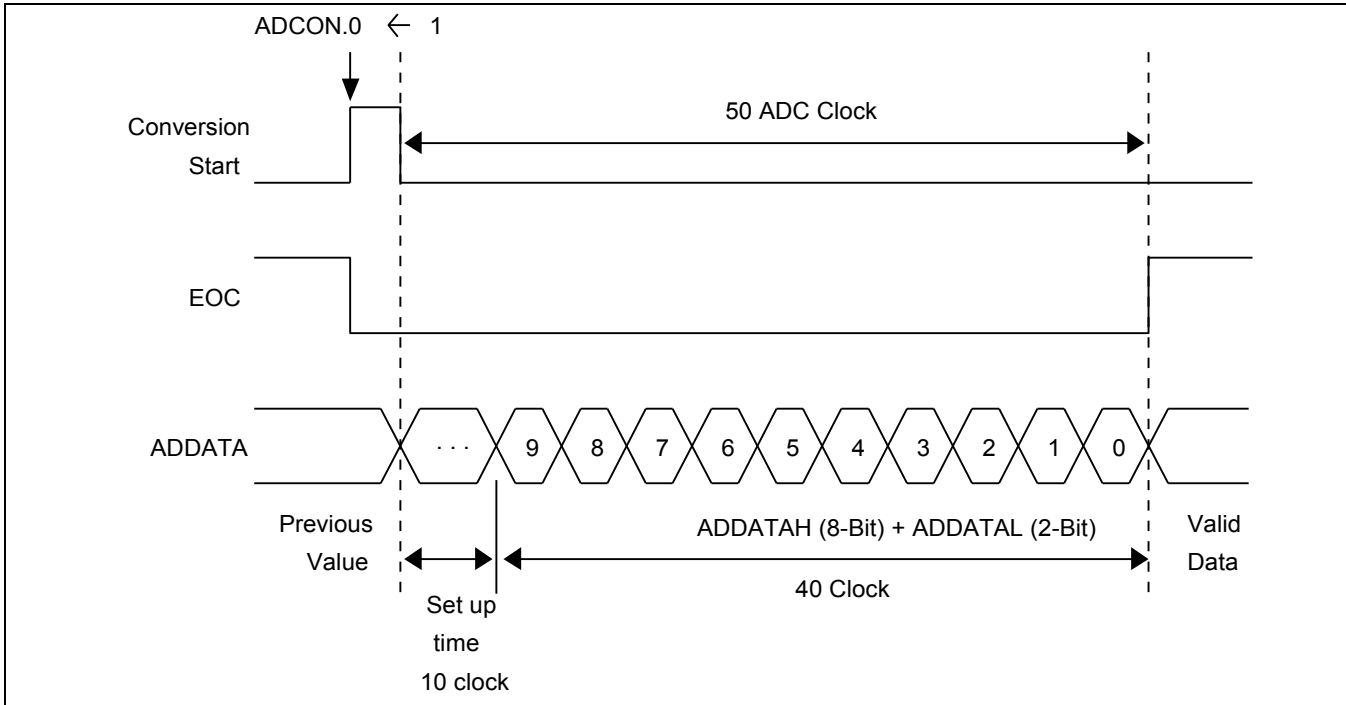 ADCON.0 ← 1
50 ADC Clock
Conversion
Start
EOC
ADDATA
· · · 9 8 7 6 5 4 3 2 1 0
Previous
Value
ADDATAH (8-Bit) + ADDATAL (2-Bit)
Valid
Data
40 Clock
Set up
time
10 clock